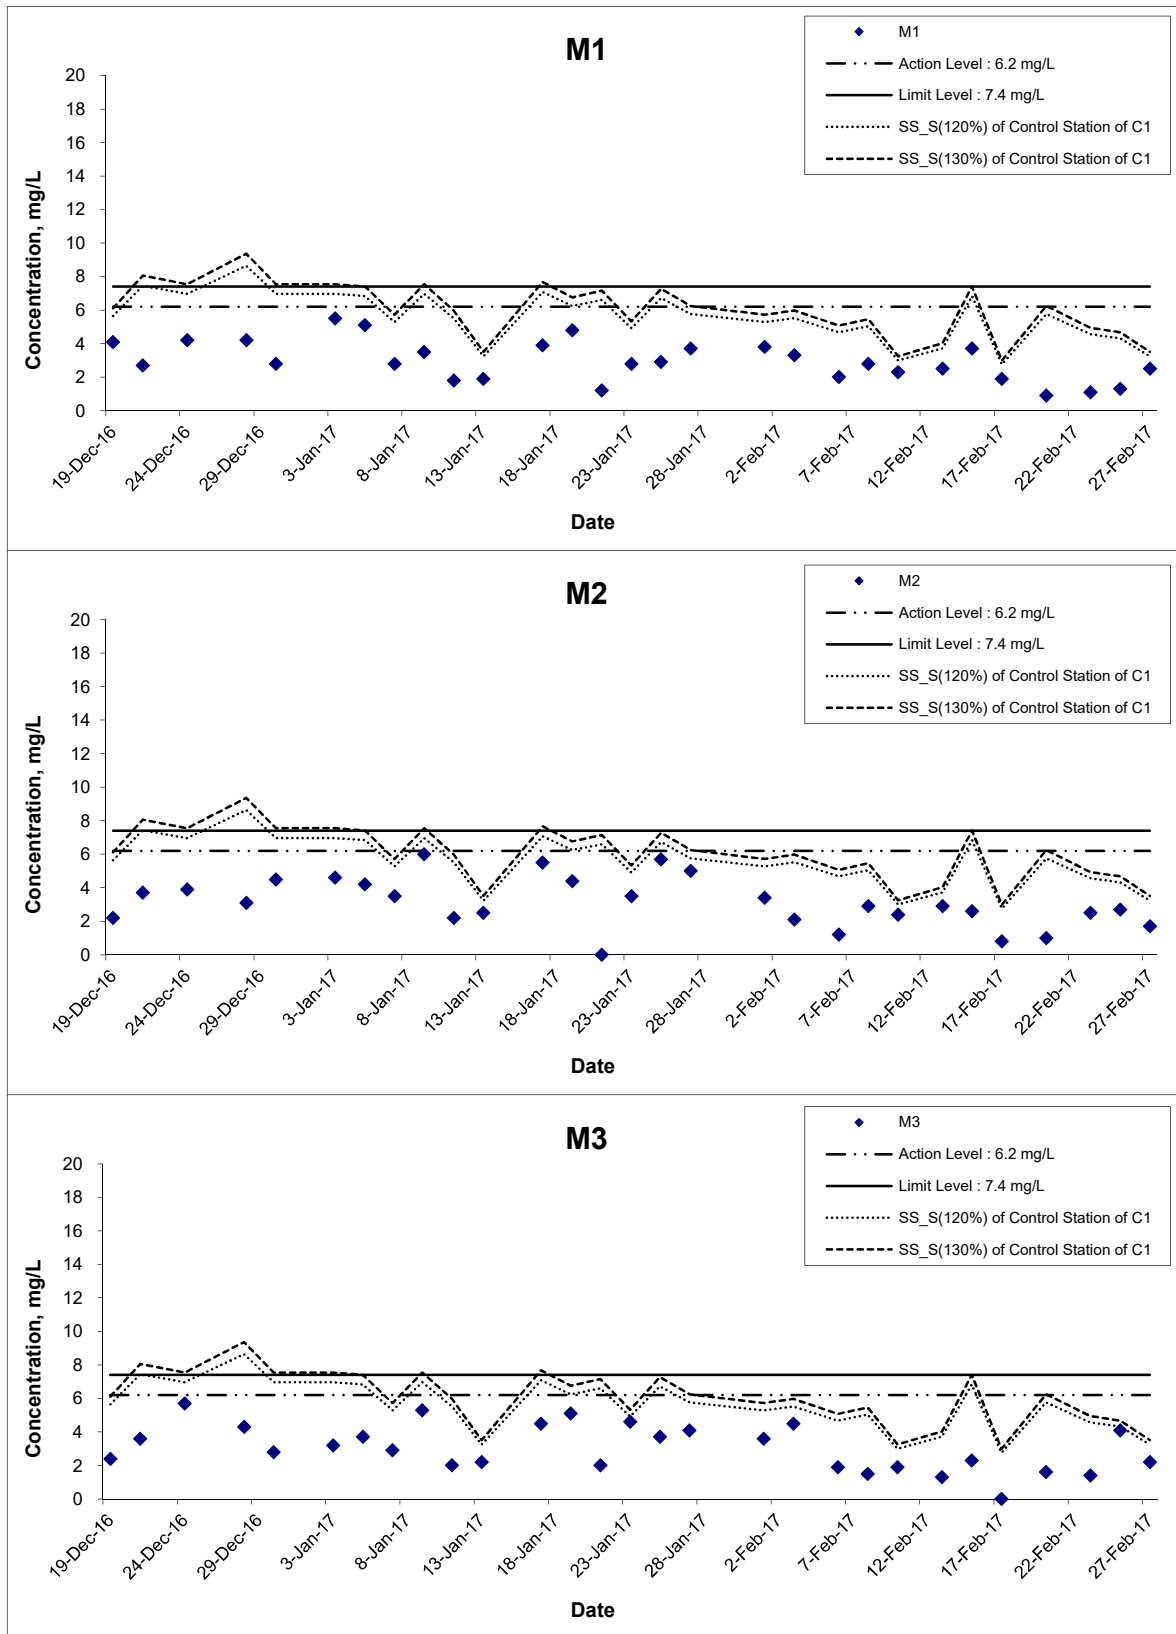 M1
M1
Action Level : 6.2 mg/L
Limit Level : 7.4 mg/L
SS_S(120%) of Control Station of C1
SS_S(130%) of Control Station of C1
Concentration, mg/L
20
18
16
14
12
10
8
6
4
2
0
19-Dec-16
24-Dec-16
29-Dec-16
3-Jan-17
8-Jan-17
13-Jan-17
18-Jan-17
23-Jan-17
28-Jan-17
2-Feb-17
7-Feb-17
12-Feb-17
17-Feb-17
22-Feb-17
27-Feb-17
Date
M2
M2
Action Level : 6.2 mg/L
Limit Level : 7.4 mg/L
SS_S(120%) of Control Station of C1
SS_S(130%) of Control Station of C1
Concentration, mg/L
20
18
16
14
12
10
8
6
4
2
0
19-Dec-16
24-Dec-16
29-Dec-16
3-Jan-17
8-Jan-17
13-Jan-17
18-Jan-17
23-Jan-17
28-Jan-17
2-Feb-17
7-Feb-17
12-Feb-17
17-Feb-17
22-Feb-17
27-Feb-17
Date
M3
M3
Action Level : 6.2 mg/L
Limit Level : 7.4 mg/L
SS_S(120%) of Control Station of C1
SS_S(130%) of Control Station of C1
Concentration, mg/L
20
18
16
14
12
10
8
6
4
2
0
19-Dec-16
24-Dec-16
29-Dec-16
3-Jan-17
8-Jan-17
13-Jan-17
18-Jan-17
23-Jan-17
28-Jan-17
2-Feb-17
7-Feb-17
12-Feb-17
17-Feb-17
22-Feb-17
27-Feb-17
Date